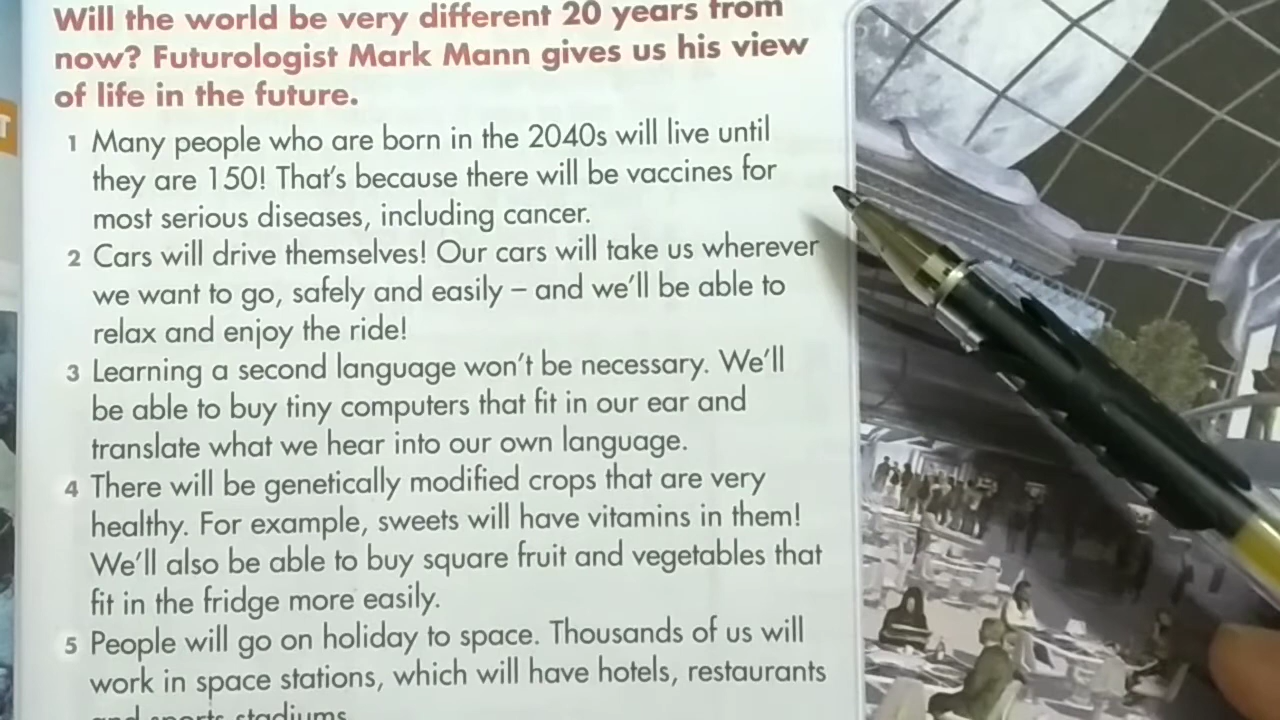 Will the world be very different 20 years from
now? Futurologist Mark Mann gives us his view
of life in the future.
1 Many people who are born in the 2040s will live until
they are 150! That's because there will be vaccines for
most serious diseases, including cancer.
2 Cars will drive themselves! Our cars will take us wherever
we want to go, safely and easily – and we'll be able to
relax and enjoy the ride!
3 Learning a second language won't be necessary. We'll
be able to buy tiny computers that fit in our ear and
translate what we hear into our own language.
4 There will be genetically modified crops that are very
healthy. For example, sweets will have vitamins in them!
We'll also be able to buy square fruit and vegetables that
fit in the fridge more easily.
5 People will go on holiday to space. Thousands of us will
work in space stations, which will have hotels, restaurants
and sports stadiums
T